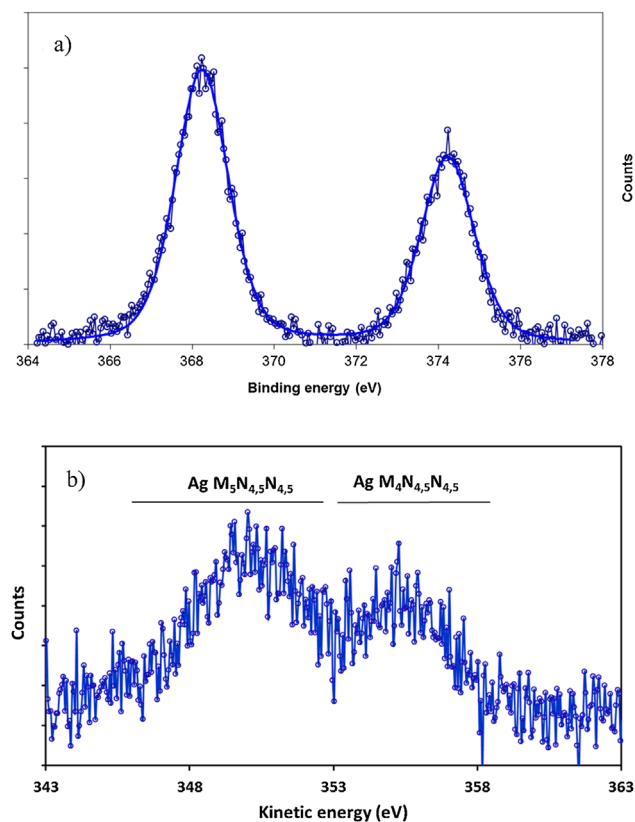 a)
Counts
364 366 368 370 372 374 376 378
Binding energy (eV)
b)
Ag M5N4,5N4,5 Ag M4N4,5N4,5
Counts
343 348 353 358 363
Kinetic energy (eV)